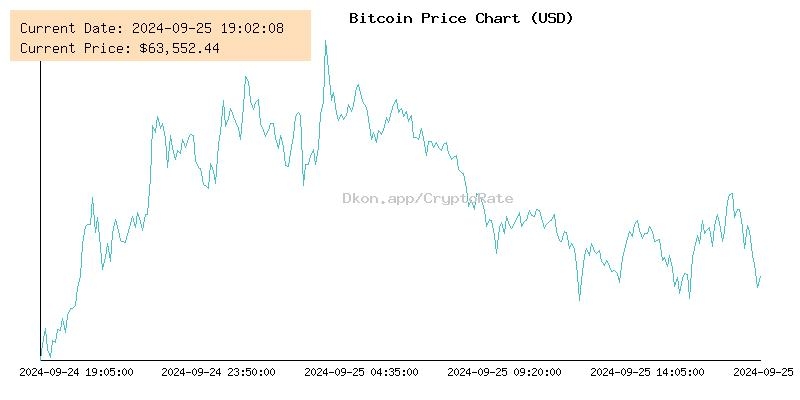 Bitcoin Price Chart (USD)
Current Date: 2024-09-25 19:02:08
Current Price: $63,552.44
Dkon.app/CryptoRate
2024-09-24 19:05:00 2024-09-24 23:50:00 2024-09-25 04:35:00 2024-09-25 09:20:00 2024-09-25 14:05:00 2024-09-25